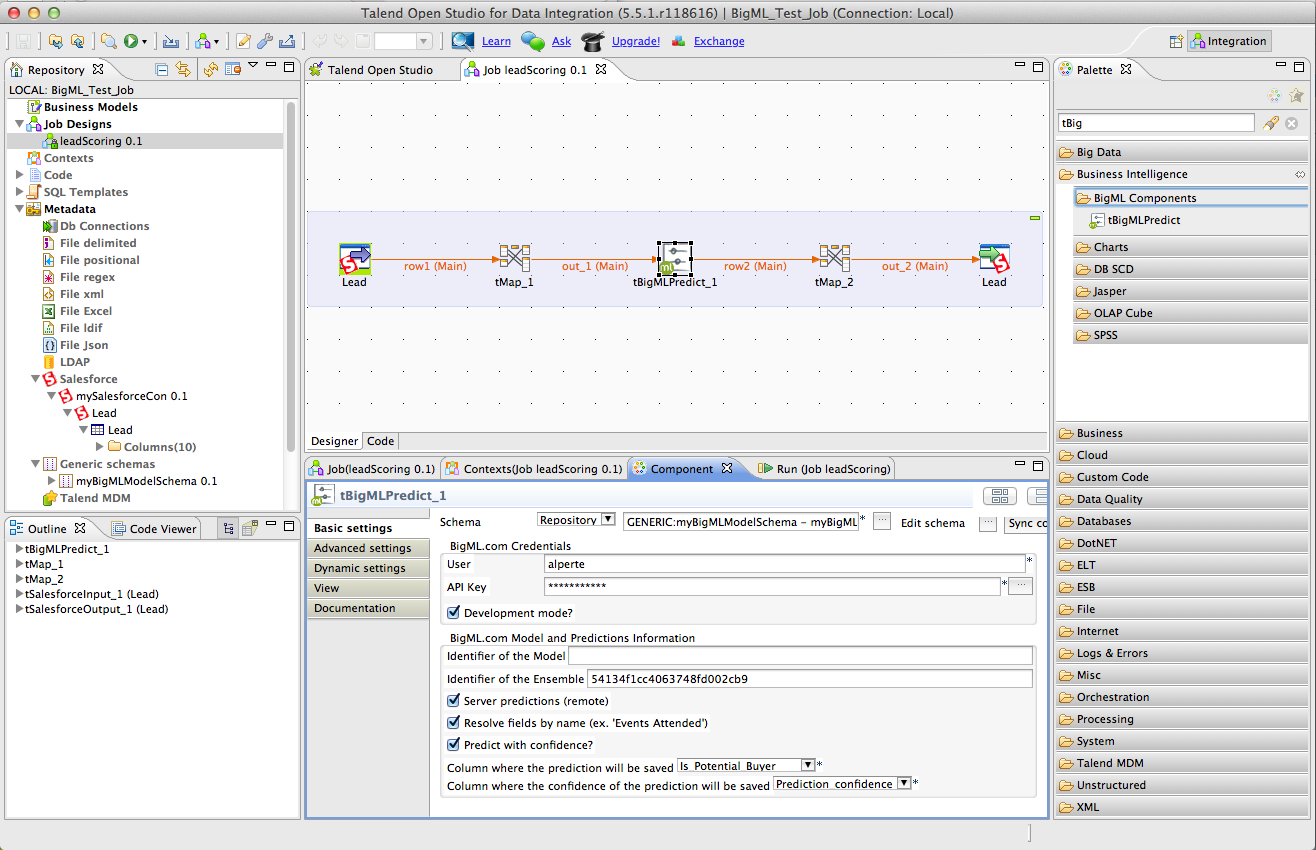 Talend Open Studio for Data Integration (5.5.1.r118616) | BigML_Test_Job (Connection: Local)
Learn Ask Upgrade! Exchange Integration
Repository
LOCAL: BigML_Test_Job
Business Models
Job Designs
leadScoring 0.1
Contexts
Code
SQL Templates
Metadata
Db Connections
File delimited
File positional
File regex
File xml
File Excel
File ldif
File Json
LDAP
Salesforce
mySalesforceCon 0.1
Lead
Lead
Columns(10)
Generic schemas
myBigMLModelSchema 0.1
Talend MDM
Outline Code Viewer
tBigMLPredict_1
tMap_1
tMap_2
tSalesforceInput_1 (Lead)
tSalesforceOutput_1 (Lead)
Talend Open Studio Job leadScoring 0.1
row1 (Main) out_1 (Main) row2 (Main) out_2 (Main)
Lead tMap_1 tBigMLPredict_1 tMap_2 Lead
Designer Code
Job(leadScoring 0.1) Contexts(Job leadScoring 0.1) Component Run (Job leadScoring)
tBigMLPredict_1
Basic settings
Advanced settings
Dynamic settings
View
Documentation
Schema Repository GENERIC:myBigMLModelSchema - myBigML * ... Edit schema ... Sync co
BigML.com Credentials
User alperte *
API Key *********** * ...
Development mode?
BigML.com Model and Predictions Information
Identifier of the Model
Identifier of the Ensemble 54134f1cc4063748fd002cb9
Server predictions (remote)
Resolve fields by name (ex. 'Events Attended')
Predict with confidence?
Column where the prediction will be saved Is_Potential_Buyer *
Column where the confidence of the prediction will be saved Prediction_confidence *
Palette
tBig
Big Data
Business Intelligence
BigML Components
tBigMLPredict
Charts
DB SCD
Jasper
OLAP Cube
SPSS
Business
Cloud
Custom Code
Data Quality
Databases
DotNET
ELT
ESB
File
Internet
Logs & Errors
Misc
Orchestration
Processing
System
Talend MDM
Unstructured
XML